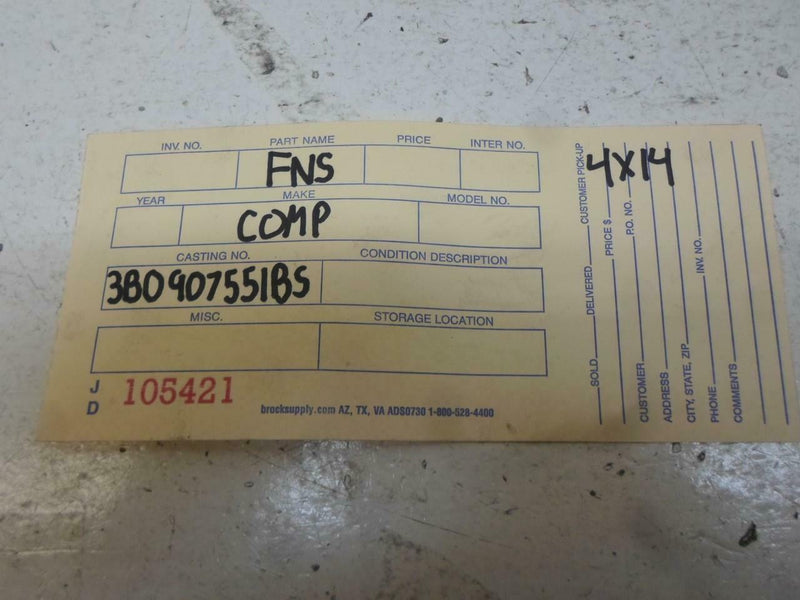 INV. NO. PART NAME PRICE INTER NO.
FNS
YEAR MAKE MODEL NO.
COMP
CASTING NO. CONDITION DESCRIPTION
3B0907551BS
MISC. STORAGE LOCATION
J
D
105421
brocksupply.com AZ, TX, VA ADS0730 1-800-528-4400
4X14
SOLD DELIVERED CUSTOMER PICK-UP
PRICE $
CUSTOMER P.O. NO.
ADDRESS
CITY, STATE, ZIP
PHONE INV. NO.
COMMENTS